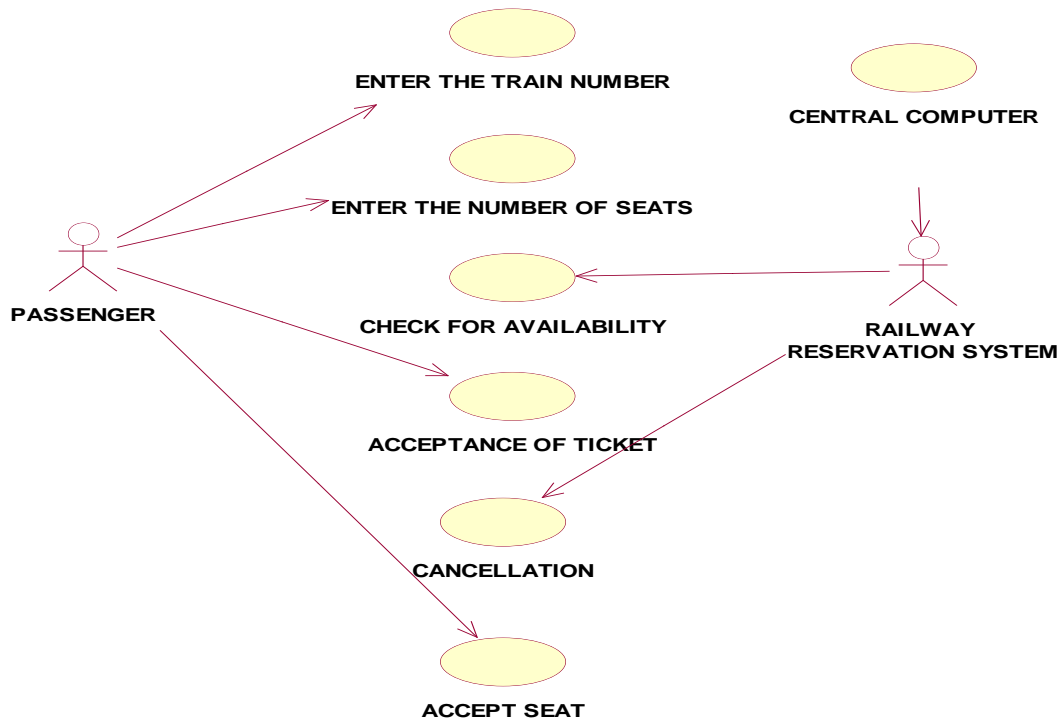 ENTER THE TRAIN NUMBER
CENTRAL COMPUTER
ENTER THE NUMBER OF SEATS
PASSENGER
CHECK FOR AVAILABILITY
RAILWAY
RESERVATION SYSTEM
ACCEPTANCE OF TICKET
CANCELLATION
ACCEPT SEAT